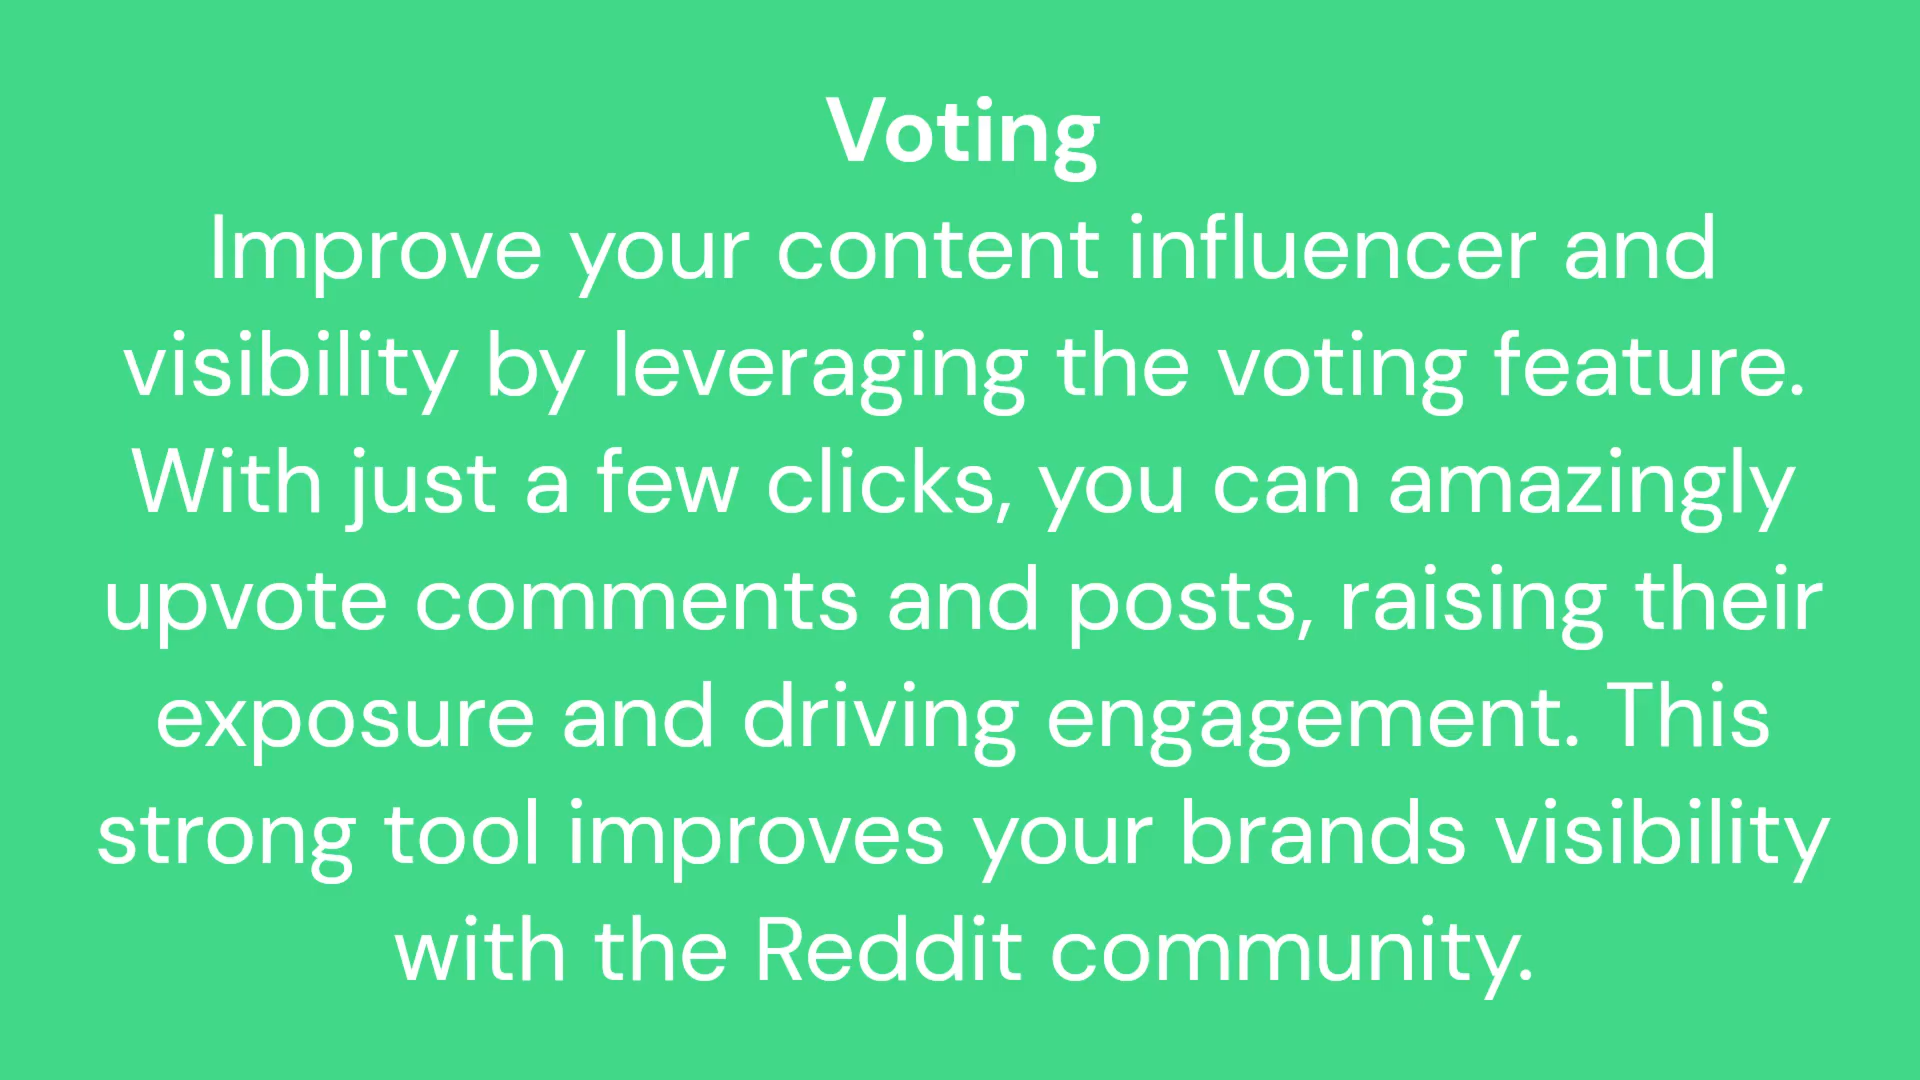 Voting
Improve your content influencer and
visibility by leveraging the voting feature.
With just a few clicks, you can amazingly
upvote comments and posts, raising their
exposure and driving engagement. This
strong tool improves your brands visibility
with the Reddit community.